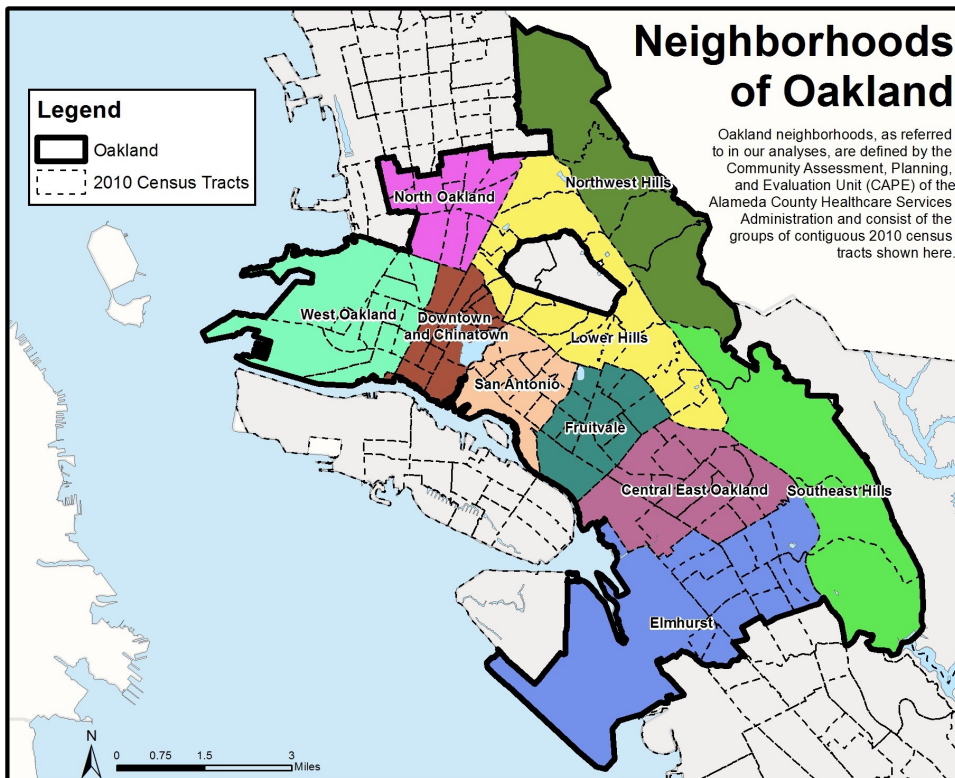 Neighborhoods
of Oakland
Oakland neighborhoods, as referred
to in our analyses, are defined by the
Community Assessment, Planning,
and Evaluation Unit (CAPE) of the
Alameda County Healthcare Services
Administration and consist of the
groups of contiguous 2010 census
tracts shown here.
Legend
Oakland
2010 Census Tracts
Northwest Hills
North Oakland
West Oakland
Downtown
and Chinatown
Lower Hills
San Antonio
Fruitvale
Central East Oakland
Southeast Hills
Elmhurst
N
0 0.75 1.5 3
Miles